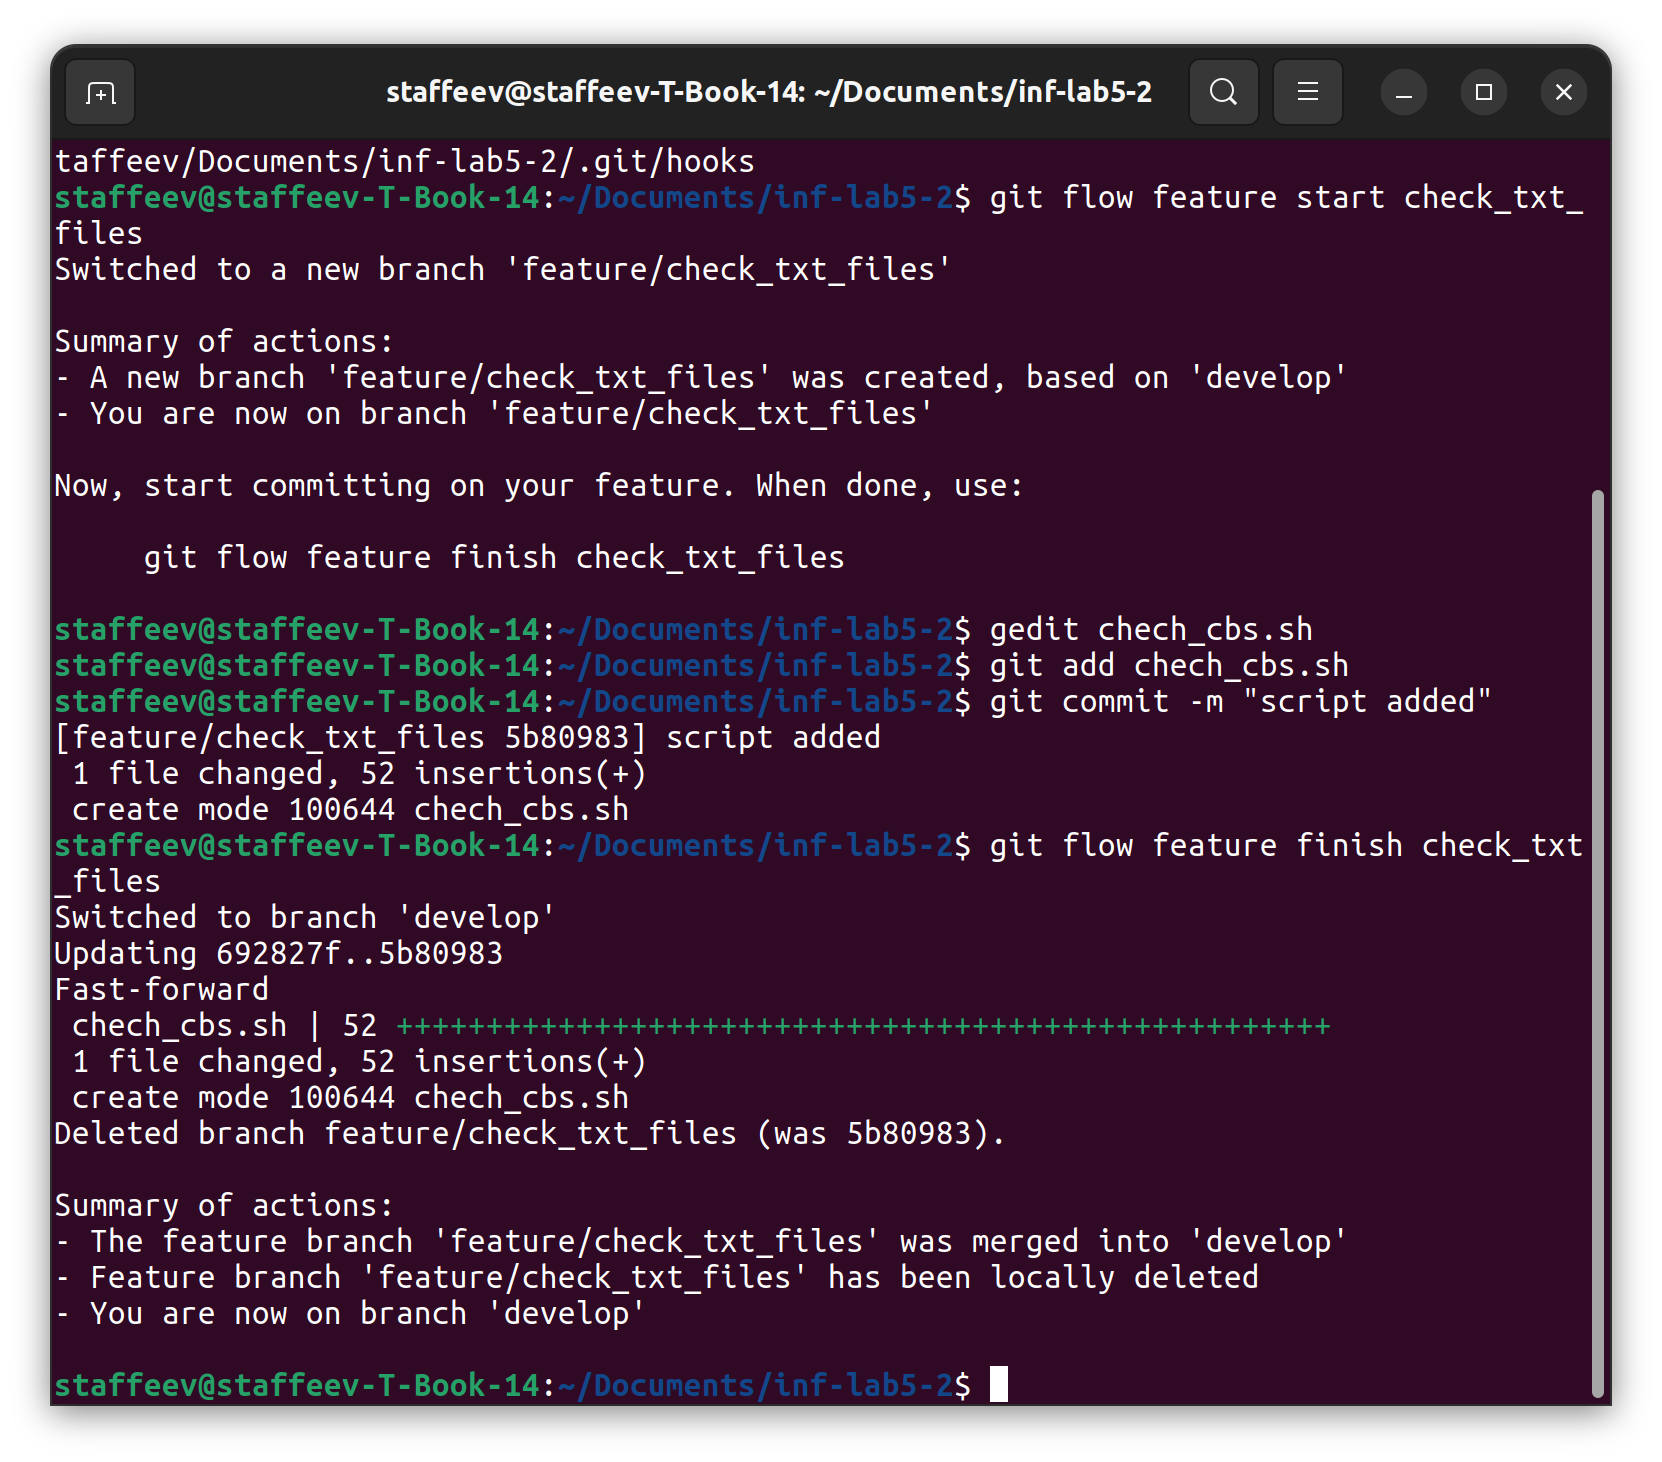 staffeev@staffeev-T-Book-14: ~/Documents/inf-lab5-2
taffeev/Documents/inf-lab5-2/.git/hooks
staffeev@staffeev-T-Book-14:~/Documents/inf-lab5-2$ git flow feature start check_txt_
files
Switched to a new branch 'feature/check_txt_files'
Summary of actions:
- A new branch 'feature/check_txt_files' was created, based on 'develop'
- You are now on branch 'feature/check_txt_files'
Now, start committing on your feature. When done, use:
git flow feature finish check_txt_files
staffeev@staffeev-T-Book-14:~/Documents/inf-lab5-2$ gedit chech_cbs.sh
staffeev@staffeev-T-Book-14:~/Documents/inf-lab5-2$ git add chech_cbs.sh
staffeev@staffeev-T-Book-14:~/Documents/inf-lab5-2$ git commit -m "script added"
[feature/check_txt_files 5b80983] script added
1 file changed, 52 insertions(+)
create mode 100644 chech_cbs.sh
staffeev@staffeev-T-Book-14:~/Documents/inf-lab5-2$ git flow feature finish check_txt
_files
Switched to branch 'develop'
Updating 692827f..5b80983
Fast-forward
chech_cbs.sh | 52 ++++++++++++++++++++++++++++++++++++++++++++++++++++
1 file changed, 52 insertions(+)
create mode 100644 chech_cbs.sh
Deleted branch feature/check_txt_files (was 5b80983).
Summary of actions:
- The feature branch 'feature/check_txt_files' was merged into 'develop'
- Feature branch 'feature/check_txt_files' has been locally deleted
- You are now on branch 'develop'
staffeev@staffeev-T-Book-14:~/Documents/inf-lab5-2$